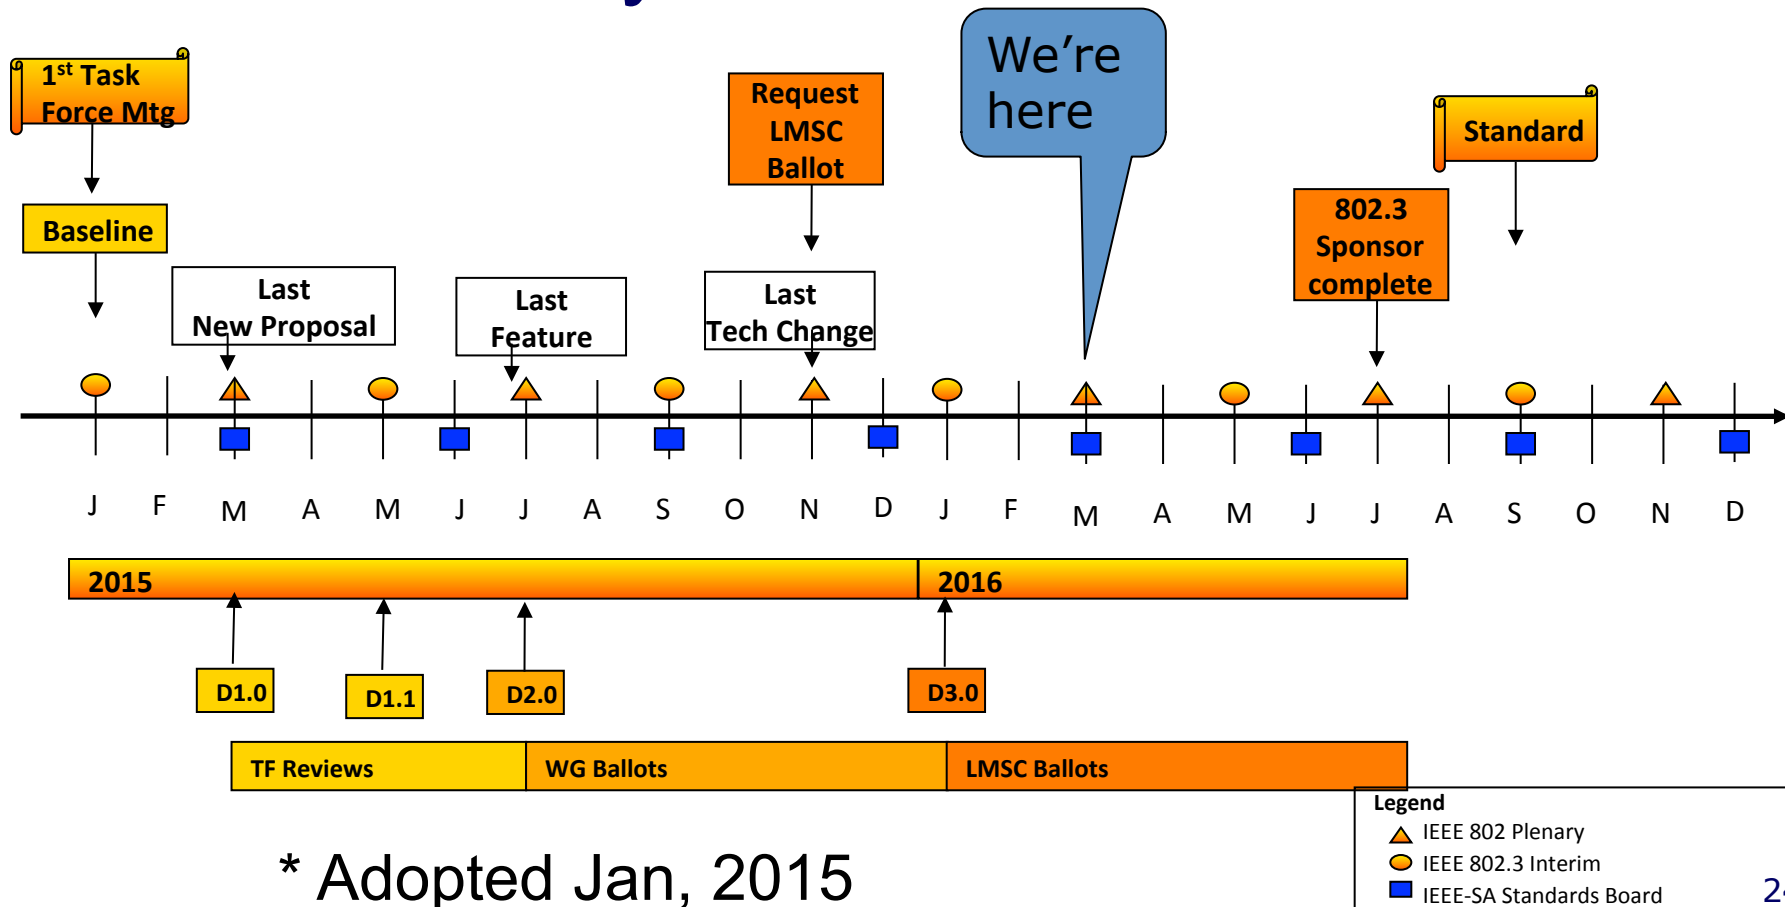 We're
here
1st Task
Force Mtg
Request
LMSC
Ballot
Standard
Baseline
802.3
Sponsor
complete
Last
New Proposal
Last
Feature
Last
Tech Change
J F M A M J J A S O N D J F M A M J J A S O N D
2015
2016
D1.0
D1.1
D2.0
D3.0
TF Reviews
WG Ballots
LMSC Ballots
Legend
IEEE 802 Plenary
IEEE 802.3 Interim
IEEE-SA Standards Board
* Adopted Jan, 2015